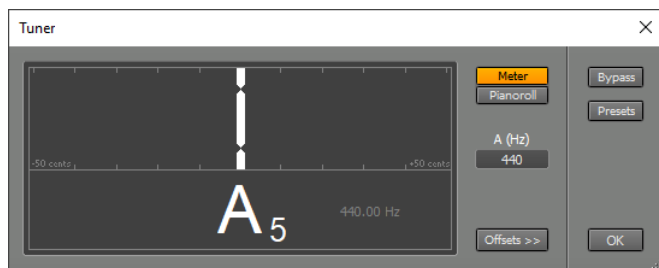 Tuner
Meter
Pianoroll
Bypass
Presets
A (Hz)
440
-50 cents
+50 cents
A5
440.00 Hz
Offsets >>
OK